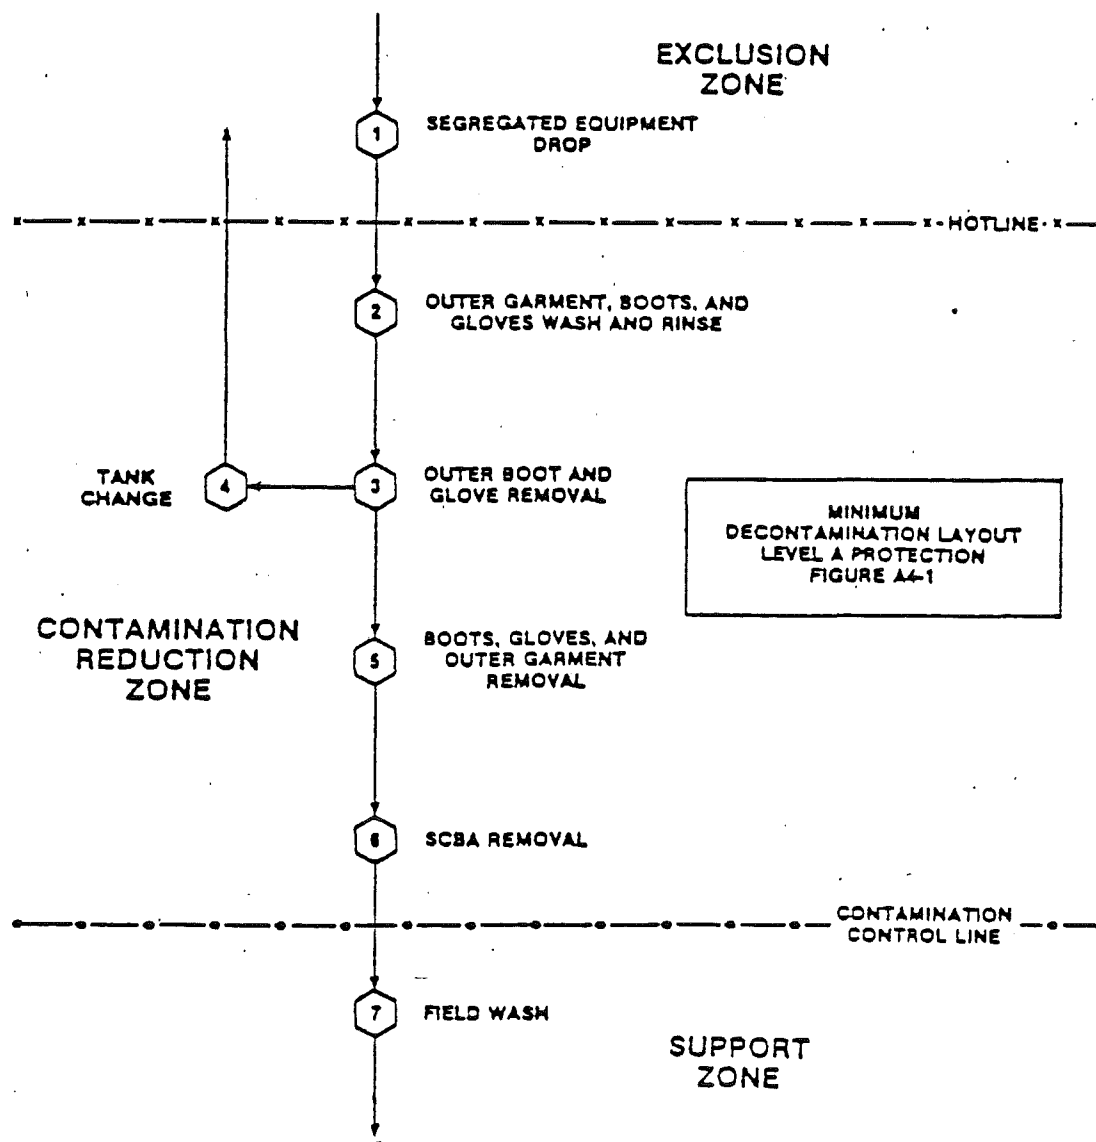 EXCLUSION
ZONE
1
SEGREGATED EQUIPMENT
DROP
HOTLINE
2
OUTER GARMENT, BOOTS, AND
GLOVES WASH AND RINSE
TANK
CHANGE
4
3
OUTER BOOT AND
GLOVE REMOVAL
MINIMUM
DECONTAMINATION LAYOUT
LEVEL A PROTECTION
FIGURE A4-1
CONTAMINATION
REDUCTION
ZONE
5
BOOTS, GLOVES, AND
OUTER GARMENT
REMOVAL
6
SCBA REMOVAL
CONTAMINATION
CONTROL LINE
7
FIELD WASH
SUPPORT
ZONE